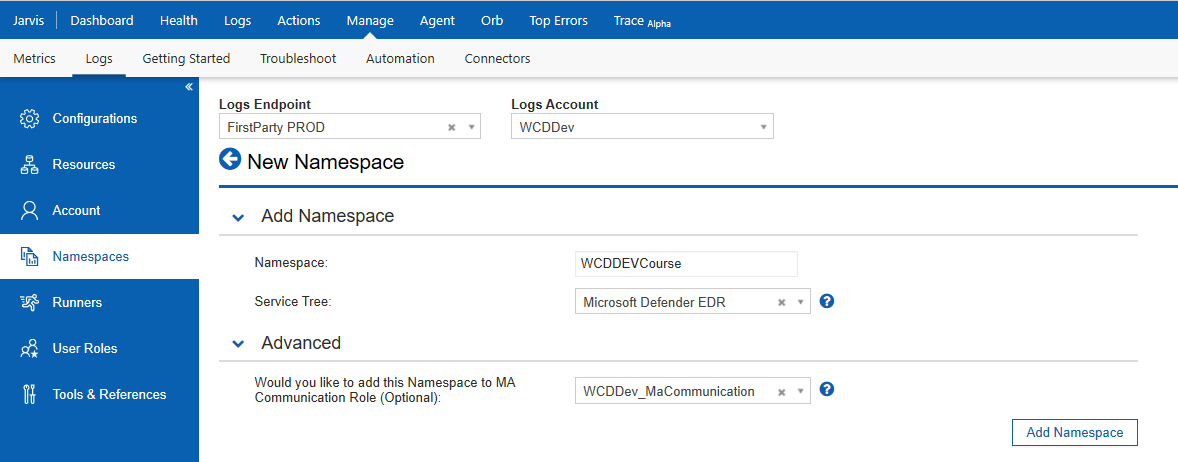 Jarvis Dashboard Health Logs Actions Manage Agent Orb Top Errors Trace Alpha
Metrics Logs Getting Started Troubleshoot Automation Connectors
«
Configurations
Resources
Account
Namespaces
Runners
User Roles
Tools & References
Logs Endpoint Logs Account
FirstParty PROD WCDDev
New Namespace
Add Namespace
Namespace: WCDDEVCourse
Service Tree: Microsoft Defender EDR ?
Advanced
Would you like to add this Namespace to MA
Communication Role (Optional): WCDDev_MaCommunication ?
Add Namespace